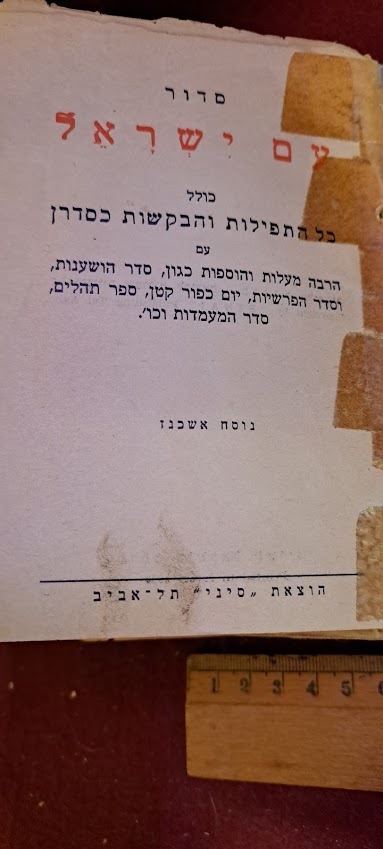 סדור
עם יִשְׂרָאֵל
כולל
כל התפילות והבקשות כסדרן
עם
הרבה מעלות והוספות כגון, סדר הושענות,
וסדר הפרשיות, יום כפור קטן, ספר תהלים,
סדר המעמדות וכו׳.
נוסח אשכנז
הוצאת „סיני" תל־אביב
1 2 3 4 5 6